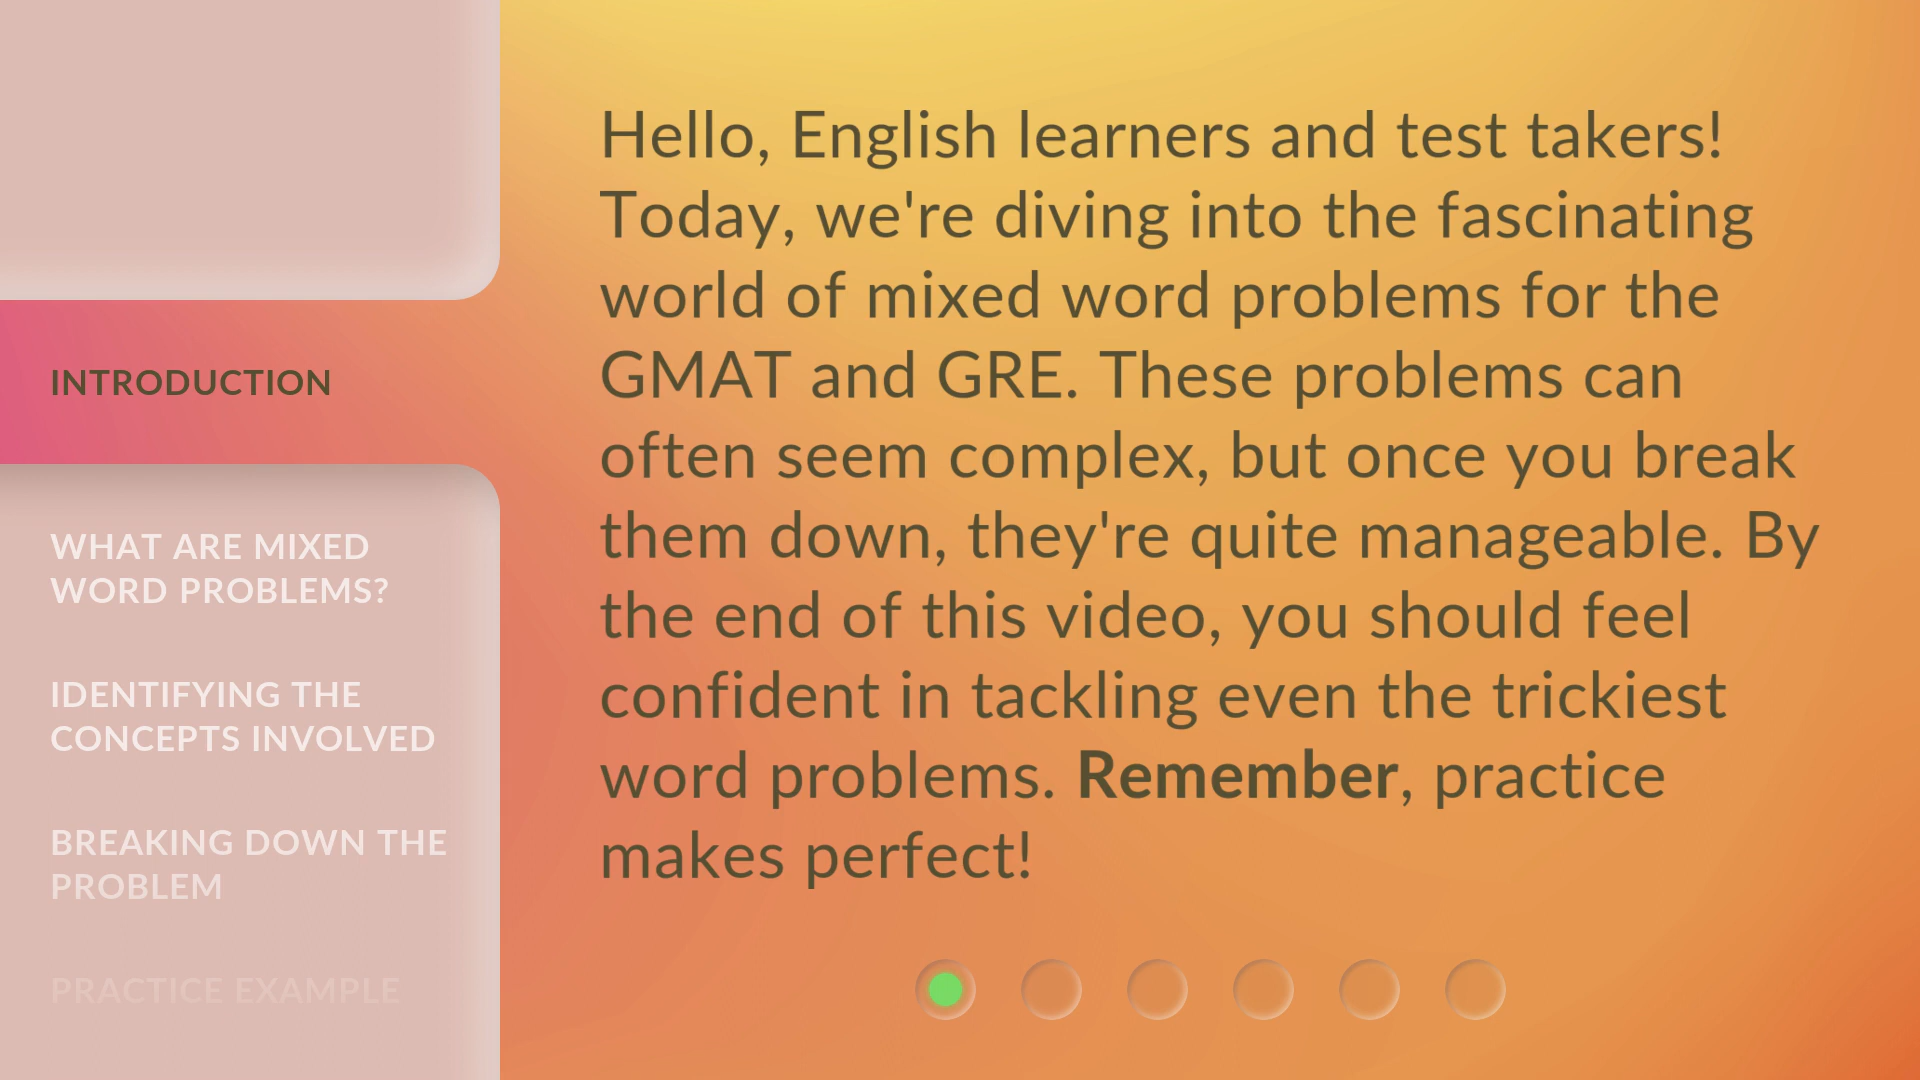 INTRODUCTION
WHAT ARE MIXED
WORD PROBLEMS?
IDENTIFYING THE
CONCEPTS INVOLVED
BREAKING DOWN THE
PROBLEM
PRACTICE EXAMPLE
Hello, English learners and test takers!
Today, we're diving into the fascinating
world of mixed word problems for the
GMAT and GRE. These problems can
often seem complex, but once you break
them down, they're quite manageable. By
the end of this video, you should feel
confident in tackling even the trickiest
word problems. Remember, practice
makes perfect!